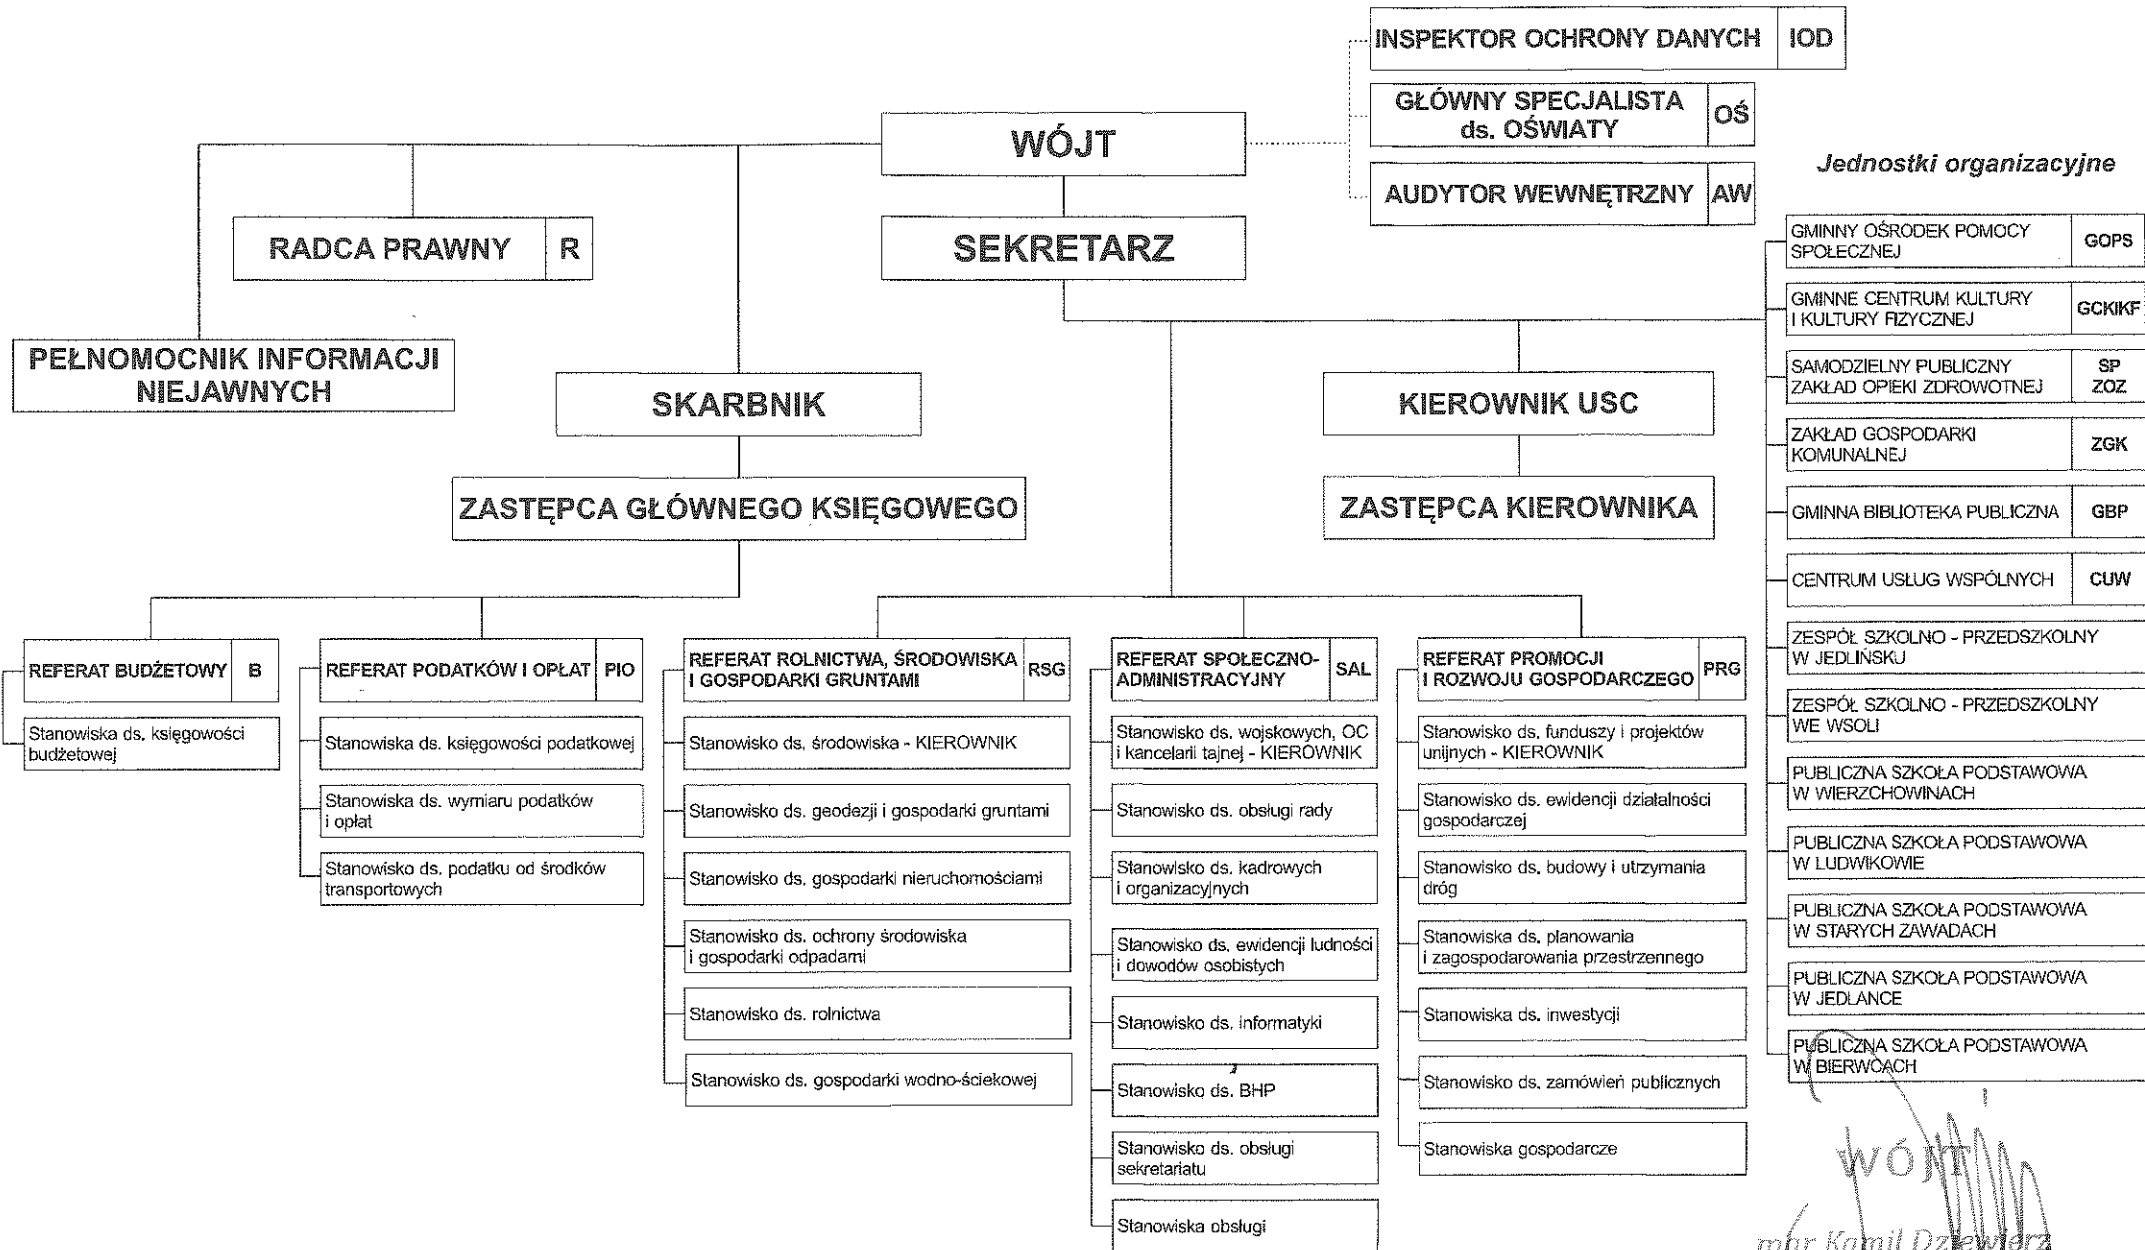 INSPEKTOR OCHRONY DANYCH IOD
GŁÓWNY SPECJALISTA
ds. OŚWIATY
OŚ
AUDYTOR WEWNĘTRZNY AW
WÓJT
SEKRETARZ
RADCA PRAWNY R
PEŁNOMOCNIK INFORMACJI
NIEJAWNYCH
SKARBNIK
ZASTĘPCA GŁÓWNEGO KSIĘGOWEGO
KIEROWNIK USC
ZASTĘPCA KIEROWNIKA
REFERAT BUDŻETOWY B
Stanowiska ds. księgowości
budżetowej
REFERAT PODATKÓW I OPŁAT PIO
Stanowiska ds. księgowości podatkowej
Stanowiska ds. wymiaru podatków
i opłat
Stanowisko ds. podatku od środków
transportowych
REFERAT ROLNICTWA, ŚRODOWISKA
I GOSPODARKI GRUNTAMI
RSG
Stanowisko ds. środowiska - KIEROWNIK
Stanowisko ds. geodezji i gospodarki gruntami
Stanowisko ds. gospodarki nieruchomościami
Stanowisko ds. ochrony środowiska
i gospodarki odpadami
Stanowisko ds. rolnictwa
Stanowisko ds. gospodarki wodno-ściekowej
REFERAT SPOŁECZNO-
ADMINISTRACYJNY
SAL
Stanowisko ds. wojskowych, OC
i kancelarii tajnej - KIEROWNIK
Stanowisko ds. obsługi rady
Stanowisko ds. kadrowych
i organizacyjnych
Stanowisko ds. ewidencji ludności
i dowodów osobistych
Stanowisko ds. informatyki
Stanowisko ds. BHP
Stanowisko ds. obsługi
sekretariatu
Stanowiska obsługi
REFERAT PROMOCJI
I ROZWOJU GOSPODARCZEGO
PRG
Stanowisko ds. funduszy i projektów
unijnych - KIEROWNIK
Stanowisko ds. ewidencji działalności
gospodarczej
Stanowisko ds. budowy i utrzymania
dróg
Stanowiska ds. planowania
i zagospodarowania przestrzennego
Stanowiska ds. inwestycji
Stanowisko ds. zamówień publicznych
Stanowiska gospodarcze
Jednostki organizacyjne
GMINNY OŚRODEK POMOCY
SPOŁECZNEJ
GOPS
GMINNE CENTRUM KULTURY
I KULTURY FIZYCZNEJ
GCKIKF
SAMODZIELNY PUBLICZNY
ZAKŁAD OPIEKI ZDROWOTNEJ
SP
ZOZ
ZAKŁAD GOSPODARKI
KOMUNALNEJ
ZGK
GMINNA BIBLIOTEKA PUBLICZNA GBP
CENTRUM USŁUG WSPÓLNYCH CUW
ZESPÓŁ SZKOLNO - PRZEDSZKOLNY
W JEDLIŃSKU
ZESPÓŁ SZKOLNO - PRZEDSZKOLNY
WE WSOLI
PUBLICZNA SZKOŁA PODSTAWOWA
W WIERZCHOWINACH
PUBLICZNA SZKOŁA PODSTAWOWA
W LUDWIKOWIE
PUBLICZNA SZKOŁA PODSTAWOWA
W STARYCH ZAWADACH
PUBLICZNA SZKOŁA PODSTAWOWA
W JEDLANCE
PUBLICZNA SZKOŁA PODSTAWOWA
W BIERWCACH
WÓJT
mgr Kamil Dziewierz